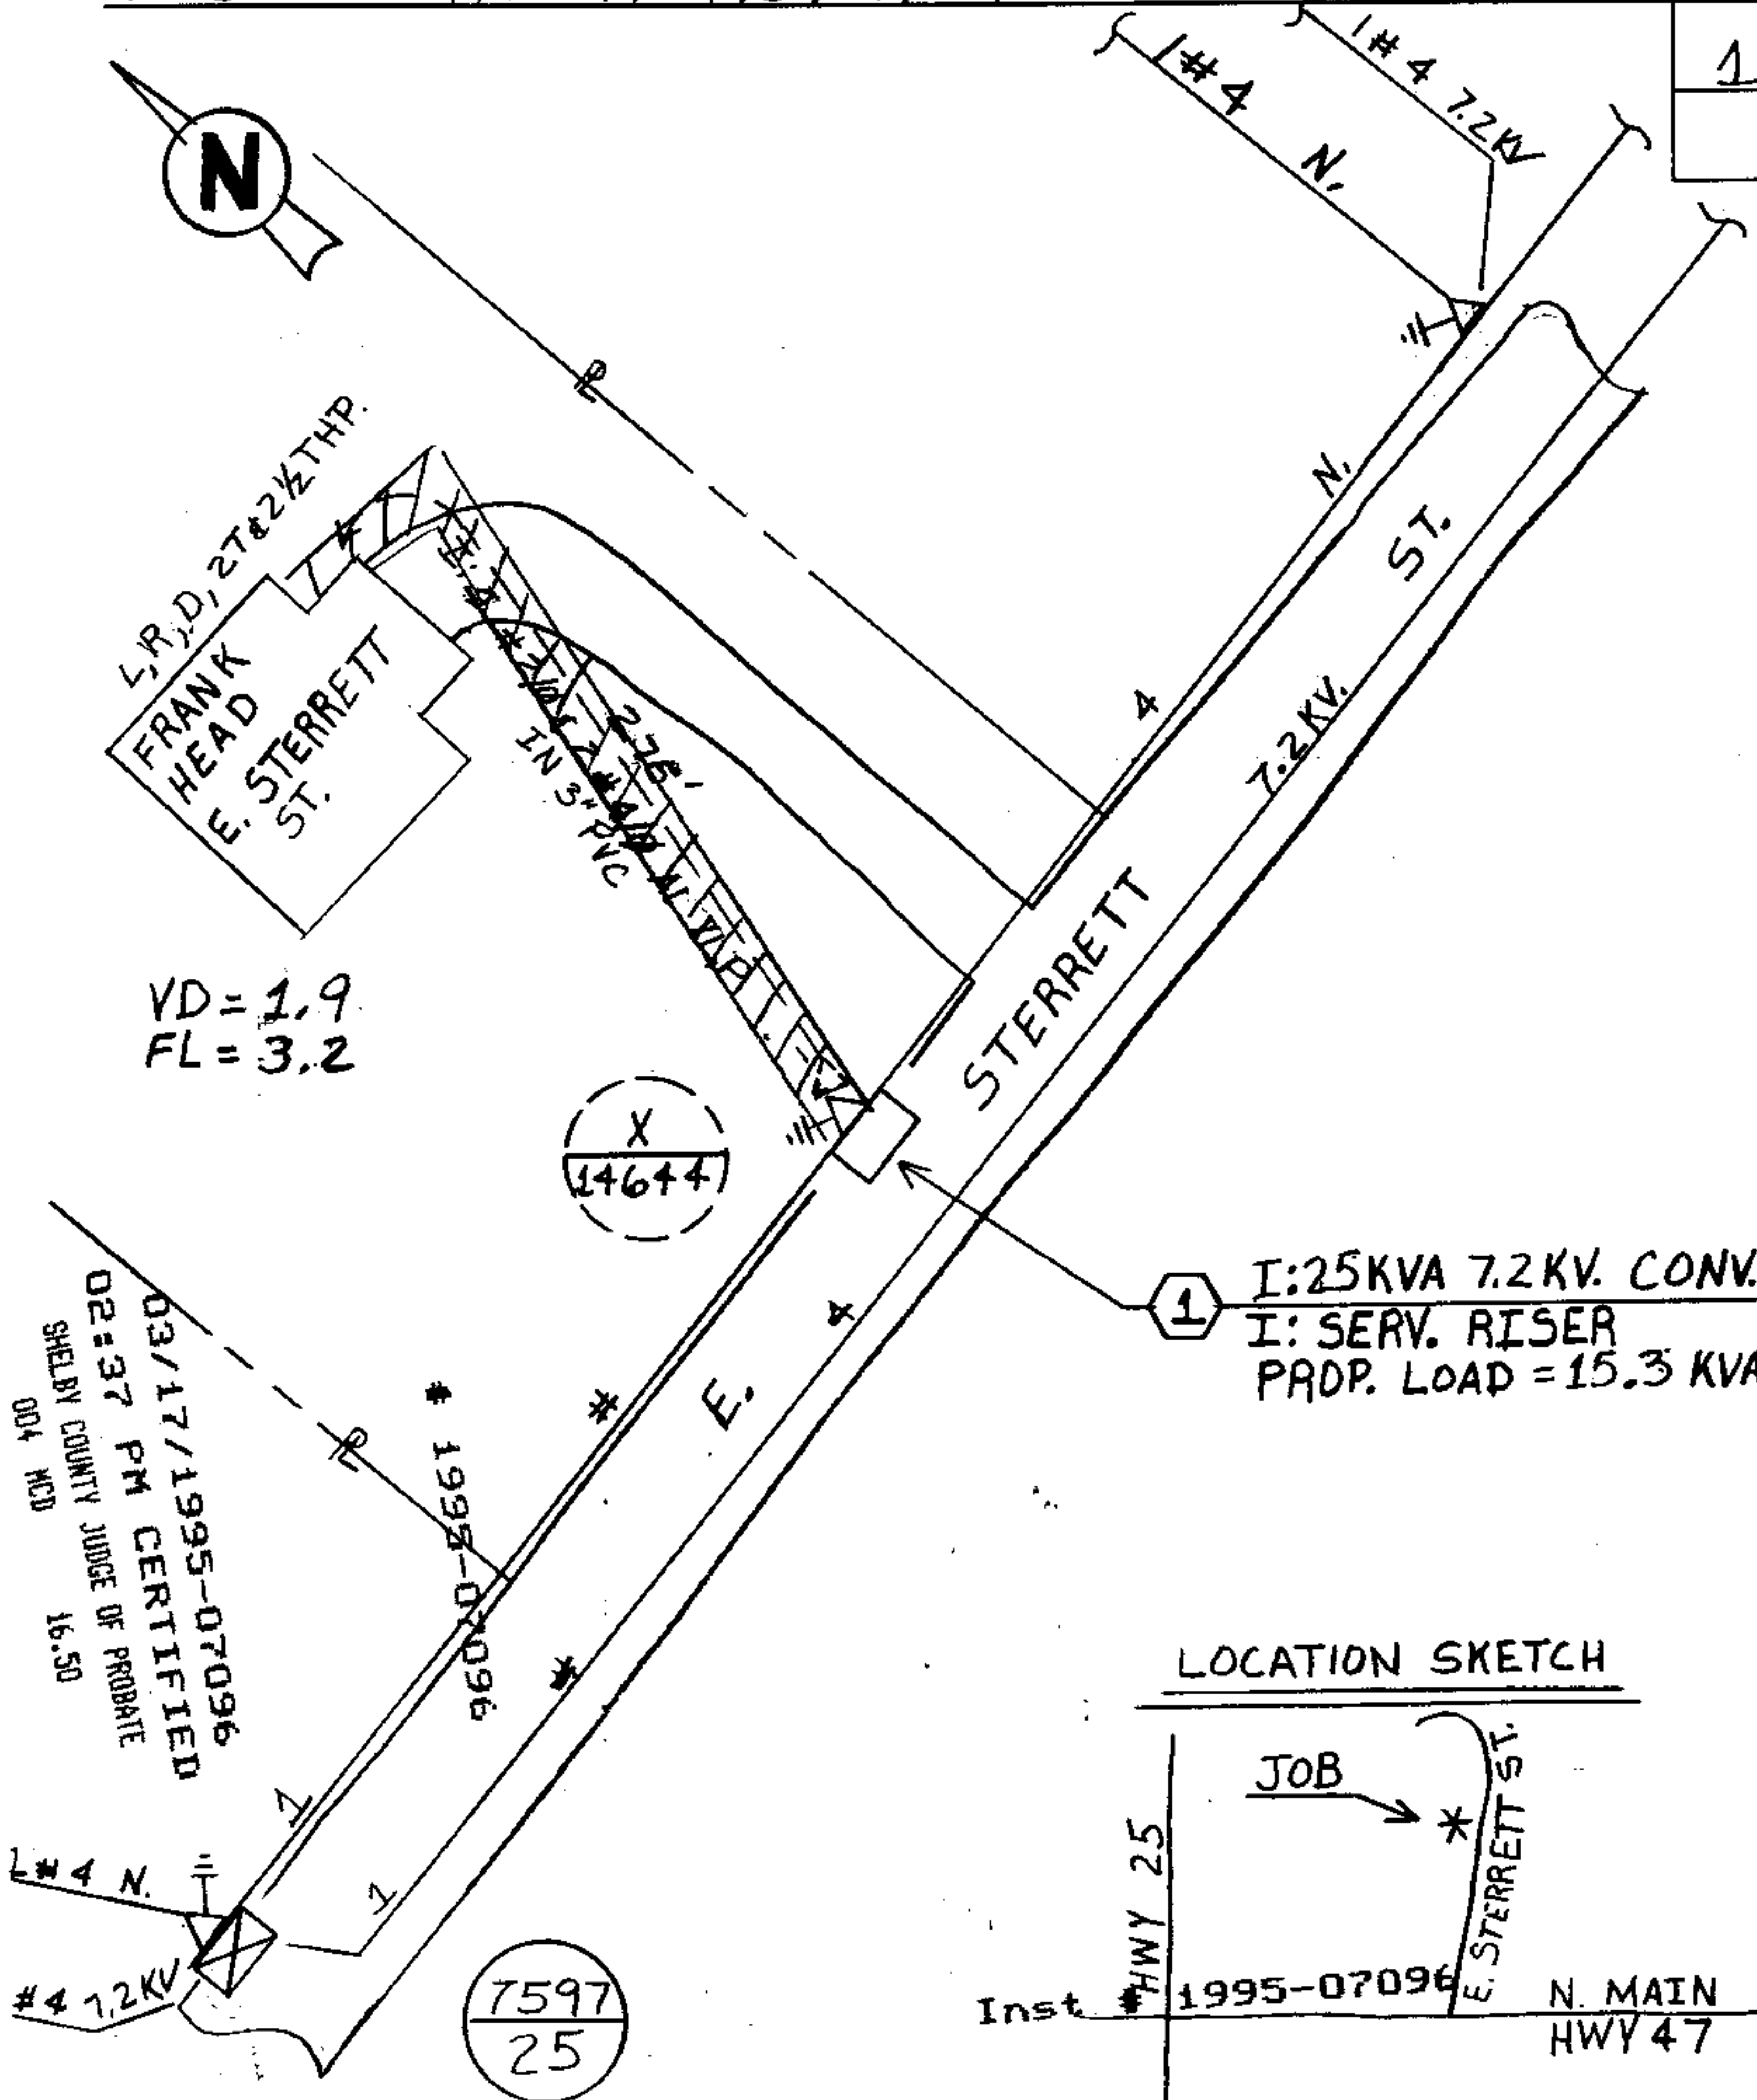 1
N
1#4 N.
1#4 7.2KV
L,R,D, 2T&2½THP.
FRANK
HEAD
E. STERRETT
ST.
276'
IN 3" PVC
N.
4
#
1
E. STERRETT ST.
7.2KV.
4
#
1
VD = 1.9
FL = 3.2
X
14644
1
I:25KVA 7.2KV. CONV.
I: SERV. RISER
PROP. LOAD = 15.3 KVA
# 1995-07096
03/17/1995-07096
02:37 PM CERTIFIED
SHELBY COUNTY JUDGE OF PROBATE
004 MCD 16.50
1#4 N.
#4 7.2KV
7597
25
LOCATION SKETCH
JOB
HWY 25
E. STERRETT ST.
Inst # 1995-07096
N. MAIN
HWY 47